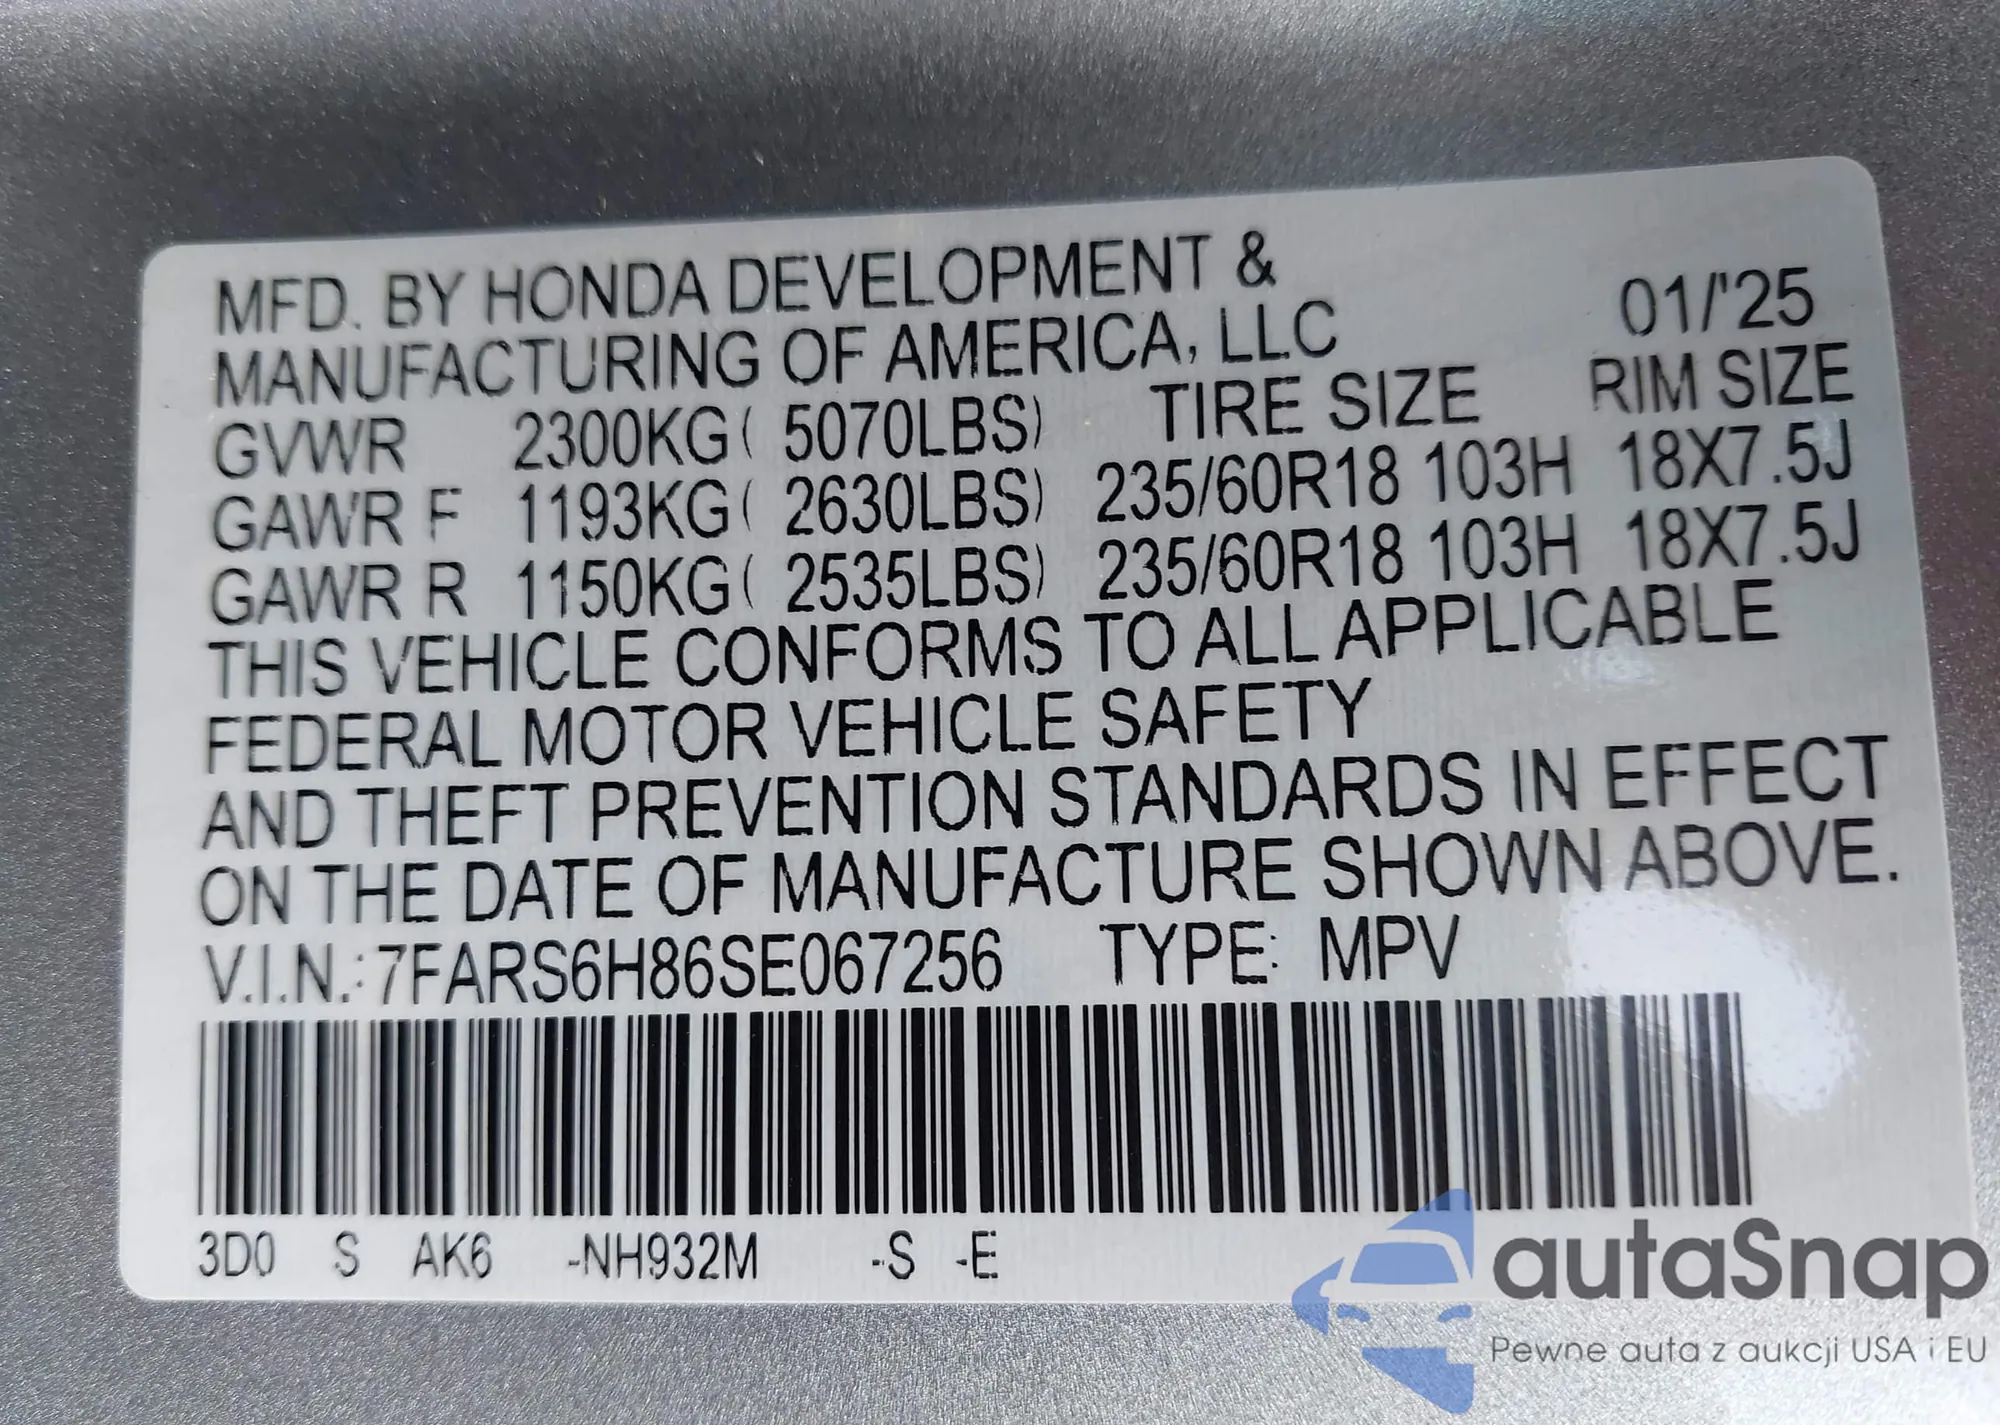 MFD. BY HONDA DEVELOPMENT &
MANUFACTURING OF AMERICA, LLC 01/'25
GVWR 2300KG( 5070LBS) TIRE SIZE RIM SIZE
GAWR F 1193KG( 2630LBS) 235/60R18 103H 18X7.5J
GAWR R 1150KG( 2535LBS) 235/60R18 103H 18X7.5J
THIS VEHICLE CONFORMS TO ALL APPLICABLE
FEDERAL MOTOR VEHICLE SAFETY
AND THEFT PREVENTION STANDARDS IN EFFECT
ON THE DATE OF MANUFACTURE SHOWN ABOVE.
V.I.N.:7FARS6H86SE067256 TYPE: MPV
3D0 S AK6 -NH932M -S -E
autaSnap
Pewne auta z aukcji USA i EU